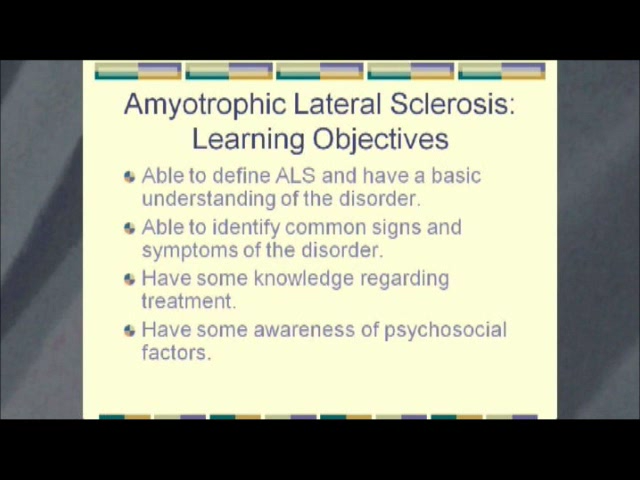 Amyotrophic Lateral Sclerosis:
Learning Objectives
Able to define ALS and have a basic
understanding of the disorder.
Able to identify common signs and
symptoms of the disorder.
Have some knowledge regarding
treatment.
Have some awareness of psychosocial
factors.